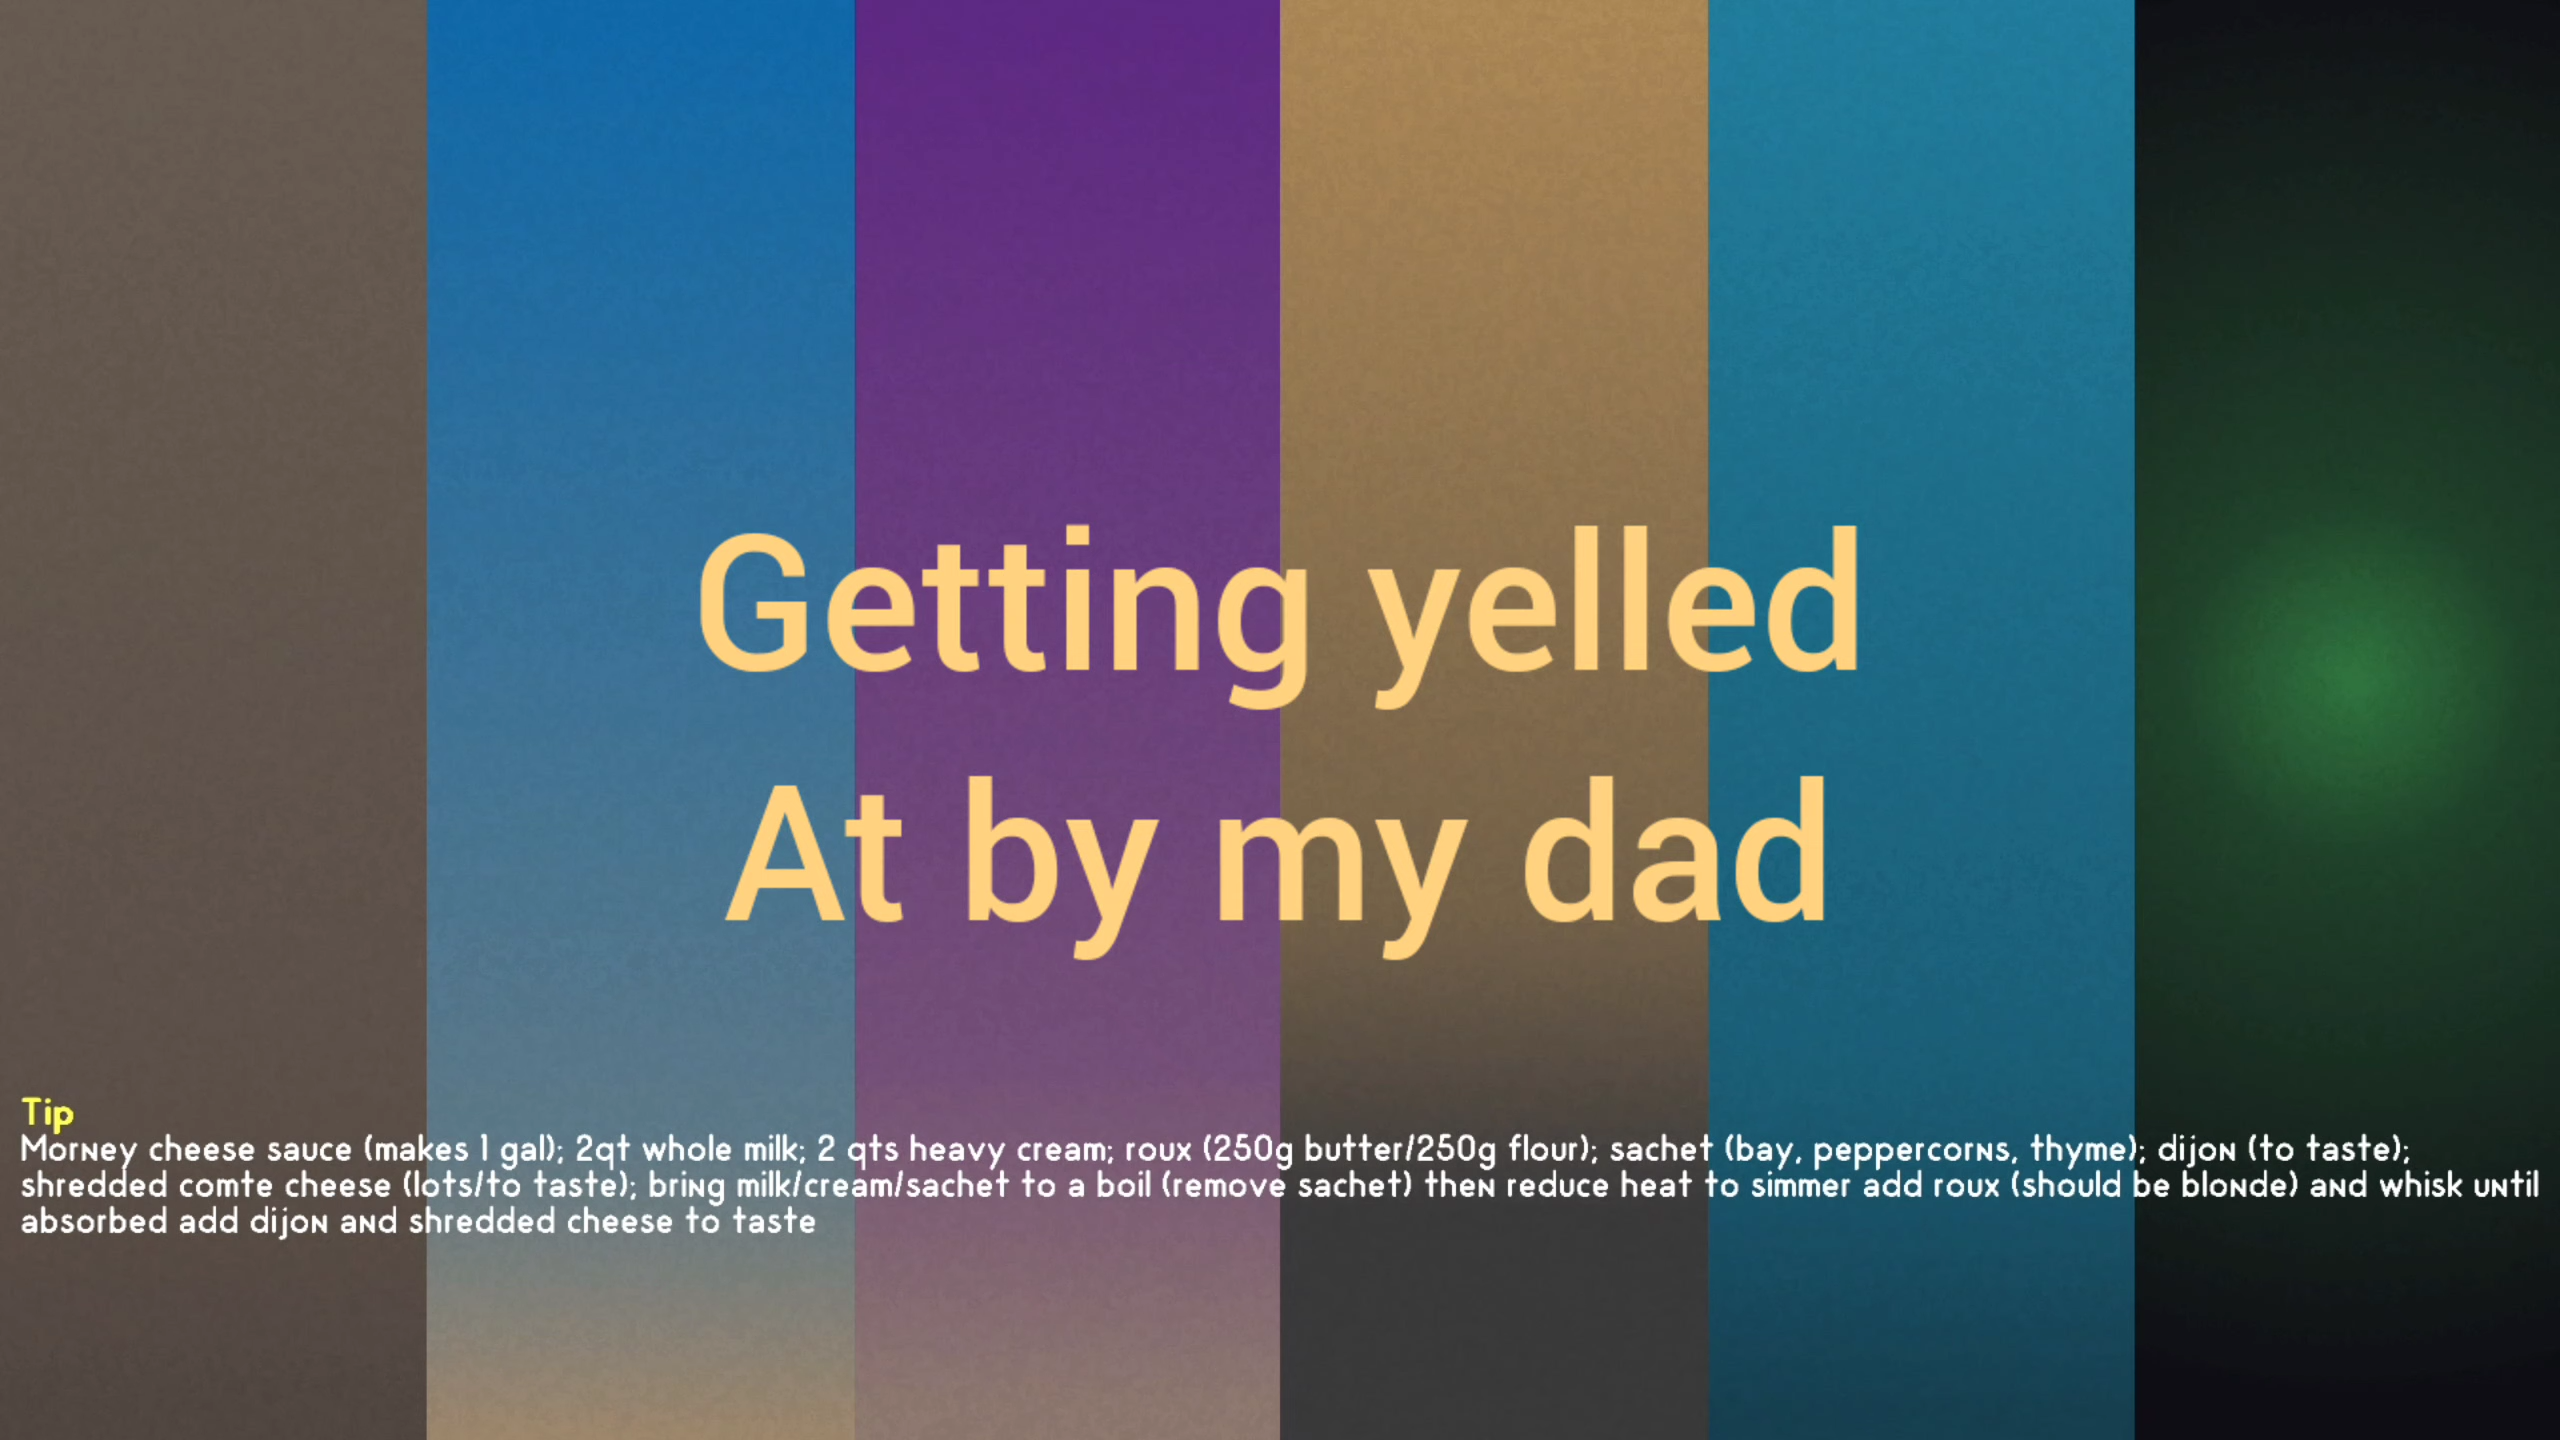 Getting yelled
At by my dad
Tip
Morney cheese sauce (makes 1 gal); 2qt whole milk; 2 qts heavy cream; roux (250g butter/250g flour); sachet (bay, peppercorns, thyme); dijon (to taste);
shredded comte cheese (lots/to taste); bring milk/cream/sachet to a boil (remove sachet) then reduce heat to simmer add roux (should be blonde) and whisk until
absorbed add dijon and shredded cheese to taste